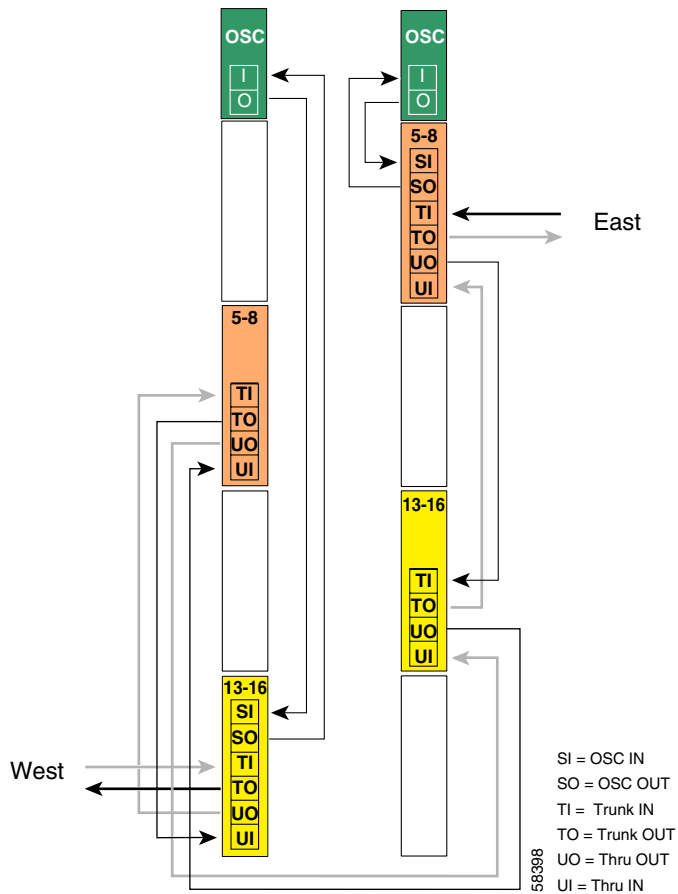 OSC
I
O
5-8
TI
TO
UO
UI
13-16
SI
SO
TI
TO
UO
UI
West
OSC
I
O
5-8
SI
SO
TI
TO
UO
UI
East
13-16
TI
TO
UO
UI
SI = OSC IN
SO = OSC OUT
TI = Trunk IN
TO = Trunk OUT
UO = Thru OUT
UI = Thru IN
58398